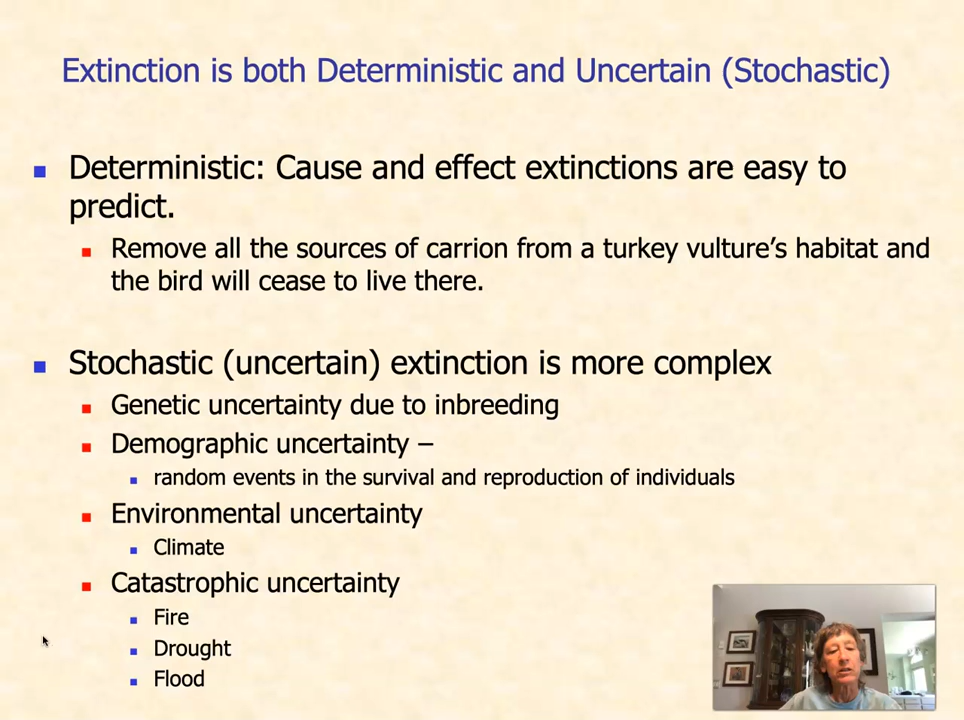 Extinction is both Deterministic and Uncertain (Stochastic)
Deterministic: Cause and effect extinctions are easy to
predict.
Remove all the sources of carrion from a turkey vulture’s habitat and
the bird will cease to live there.
Stochastic (uncertain) extinction is more complex
Genetic uncertainty due to inbreeding
Demographic uncertainty –
random events in the survival and reproduction of individuals
Environmental uncertainty
Climate
Catastrophic uncertainty
Fire
Drought
Flood